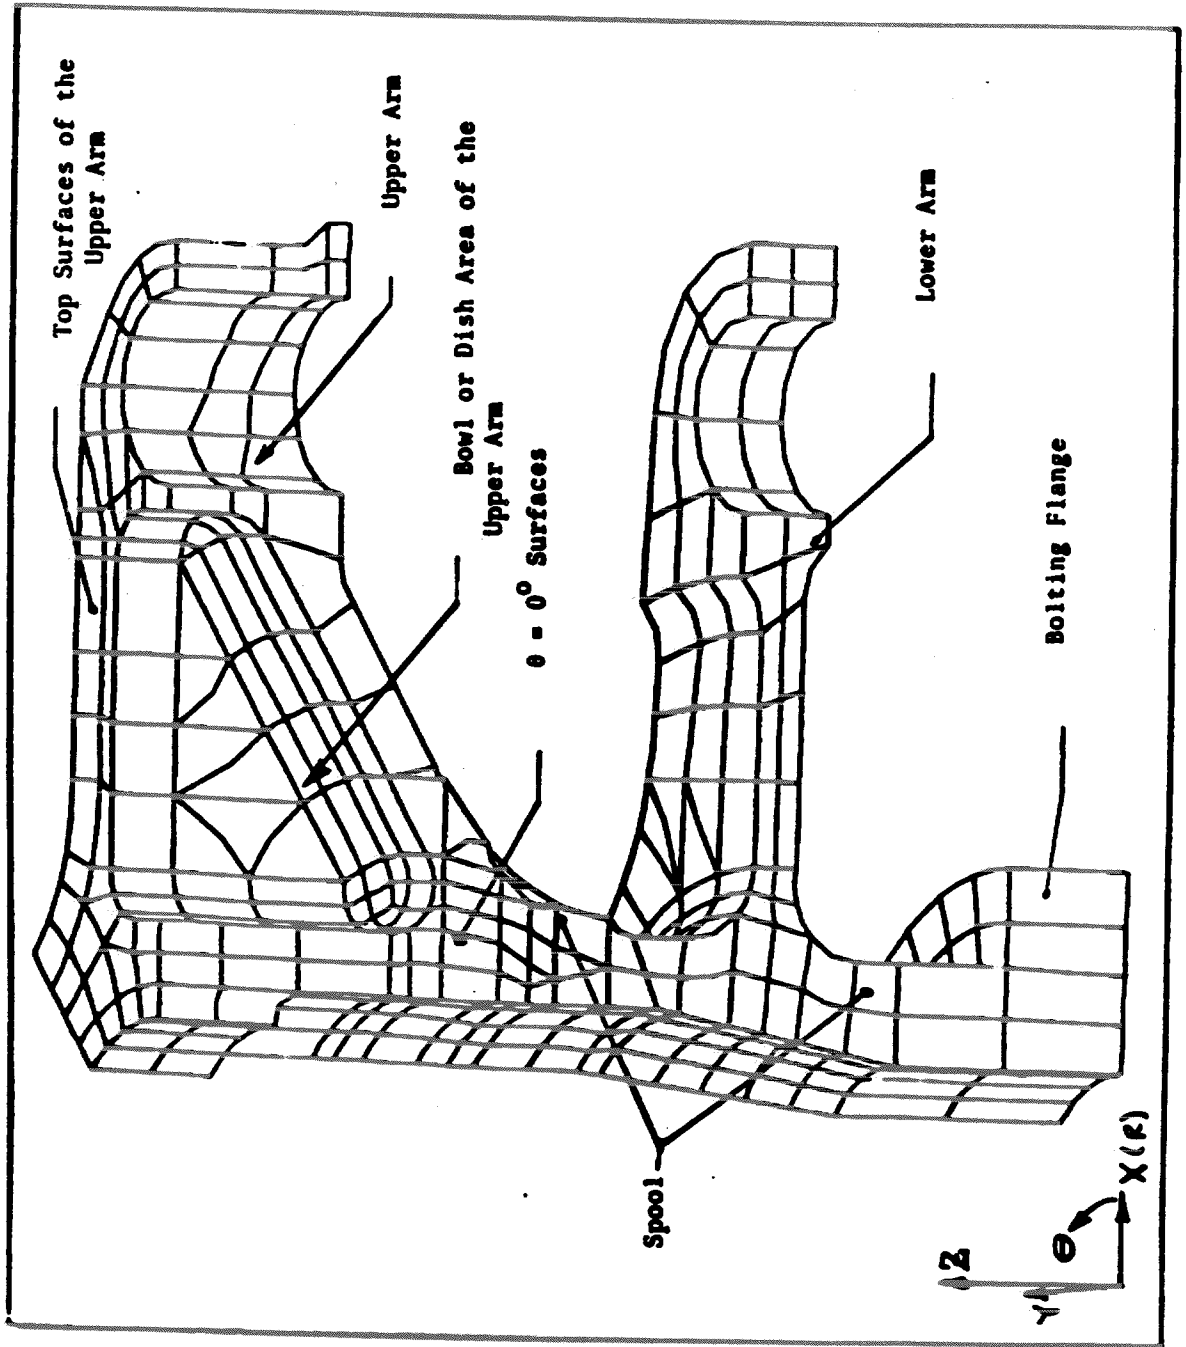 Top Surfaces of the
Upper Arm
Upper Arm
Bowl or Dish Area of the
Upper Arm
θ = 0° Surfaces
Lower Arm
Bolting Flange
Spool
Z
Y
θ
X(R)